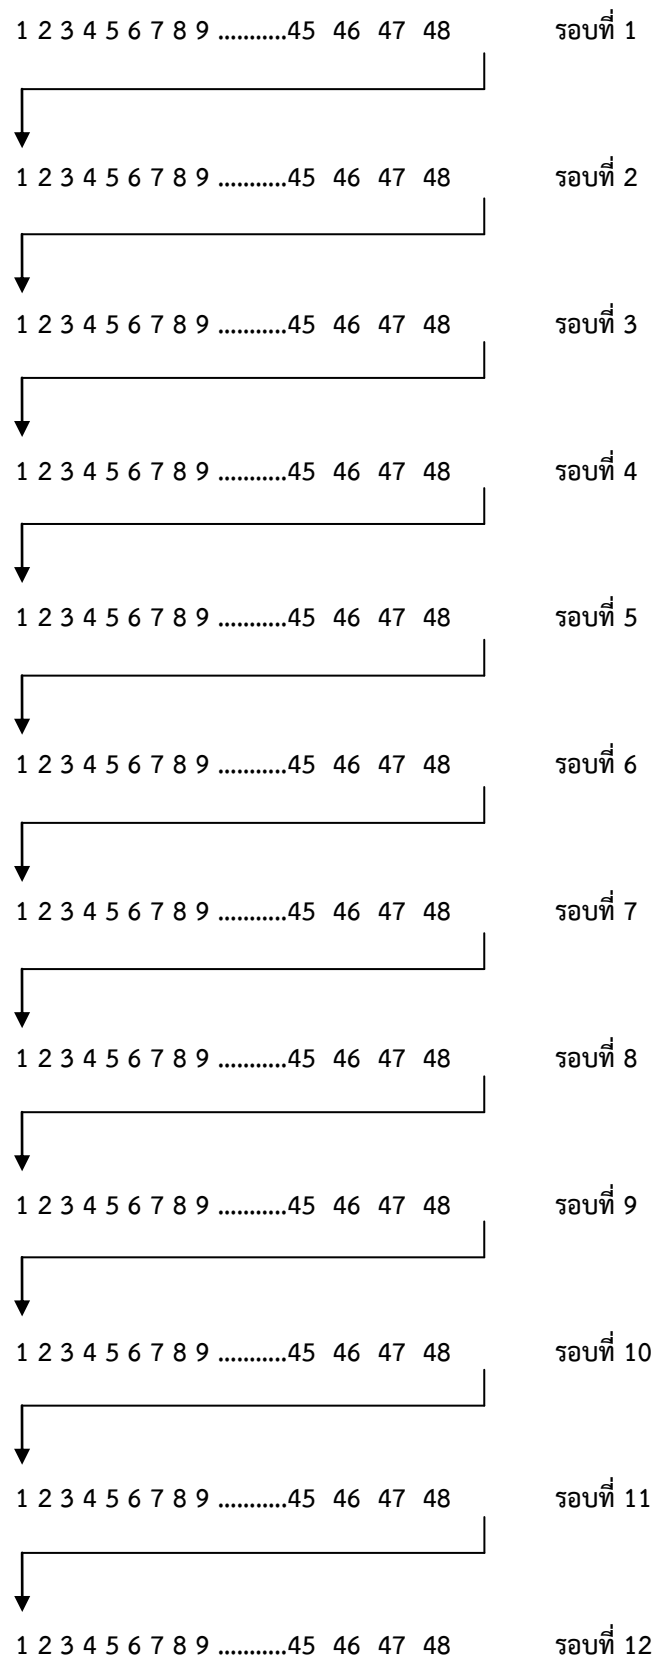 1 2 3 4 5 6 7 8 9 ...........45 46 47 48 รอบที่ 1
1 2 3 4 5 6 7 8 9 ...........45 46 47 48 รอบที่ 2
1 2 3 4 5 6 7 8 9 ...........45 46 47 48 รอบที่ 3
1 2 3 4 5 6 7 8 9 ...........45 46 47 48 รอบที่ 4
1 2 3 4 5 6 7 8 9 ...........45 46 47 48 รอบที่ 5
1 2 3 4 5 6 7 8 9 ...........45 46 47 48 รอบที่ 6
1 2 3 4 5 6 7 8 9 ...........45 46 47 48 รอบที่ 7
1 2 3 4 5 6 7 8 9 ...........45 46 47 48 รอบที่ 8
1 2 3 4 5 6 7 8 9 ...........45 46 47 48 รอบที่ 9
1 2 3 4 5 6 7 8 9 ...........45 46 47 48 รอบที่ 10
1 2 3 4 5 6 7 8 9 ...........45 46 47 48 รอบที่ 11
1 2 3 4 5 6 7 8 9 ...........45 46 47 48 รอบที่ 12